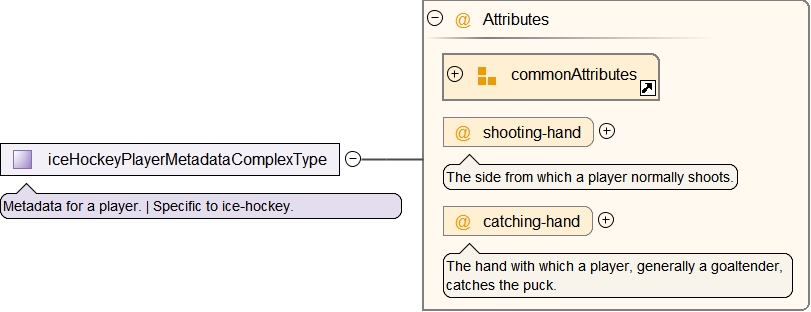 @ Attributes
commonAttributes
@ shooting-hand
The side from which a player normally shoots.
iceHockeyPlayerMetadataComplexType
Metadata for a player. | Specific to ice-hockey.
@ catching-hand
The hand with which a player, generally a goaltender,
catches the puck.